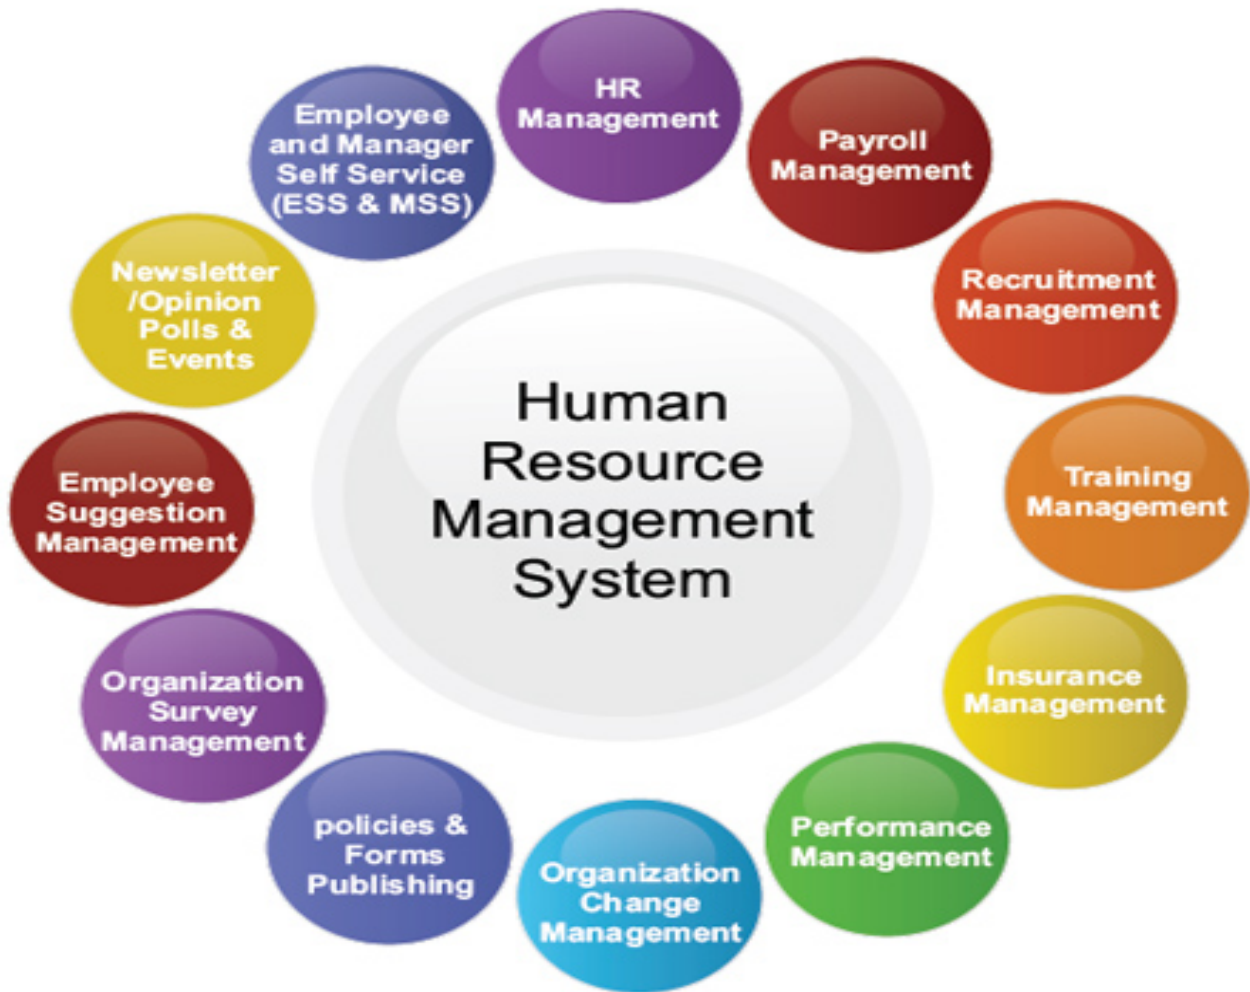 HR
Management
Payroll
Management
Recruitment
Management
Training
Management
Insurance
Management
Performance
Management
Organization
Change
Management
policies &
Forms
Publishing
Organization
Survey
Management
Employee
Suggestion
Management
Newsletter
/Opinion
Polls &
Events
Employee
and Manager
Self Service
(ESS & MSS)
Human
Resource
Management
System